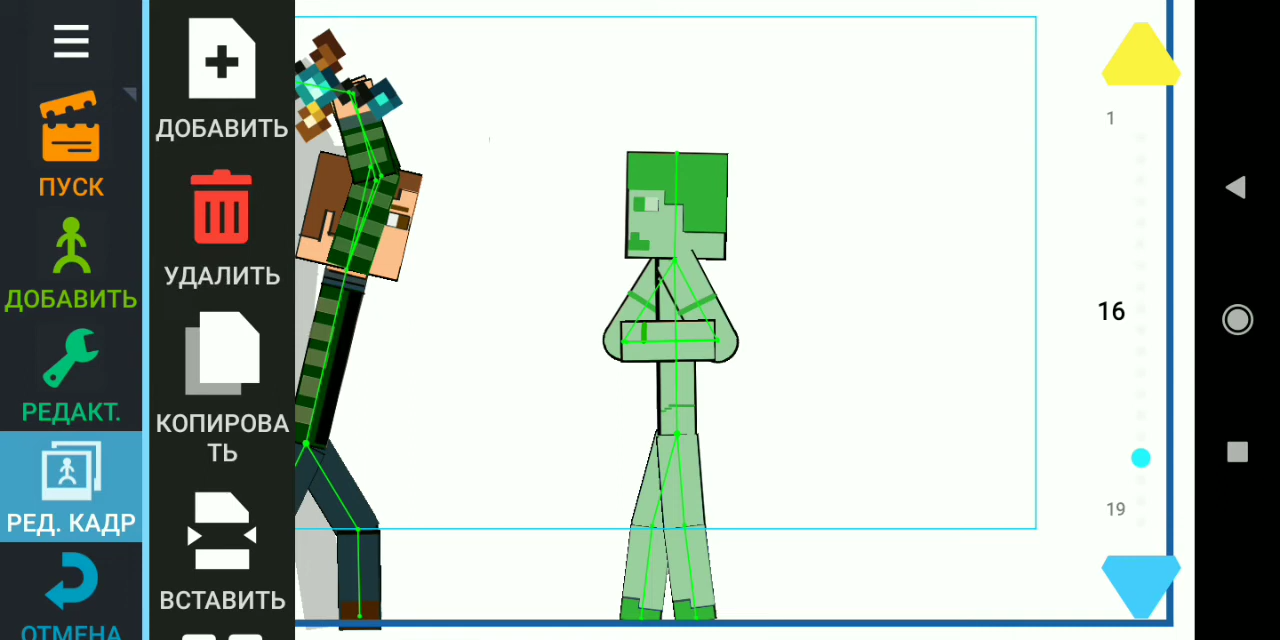 ПУСК
ДОБАВИТЬ
РЕДАКТ.
РЕД. КАДР
ОТМЕНА
ДОБАВИТЬ
УДАЛИТЬ
КОПИРОВА
ТЬ
ВСТАВИТЬ
1
16
19